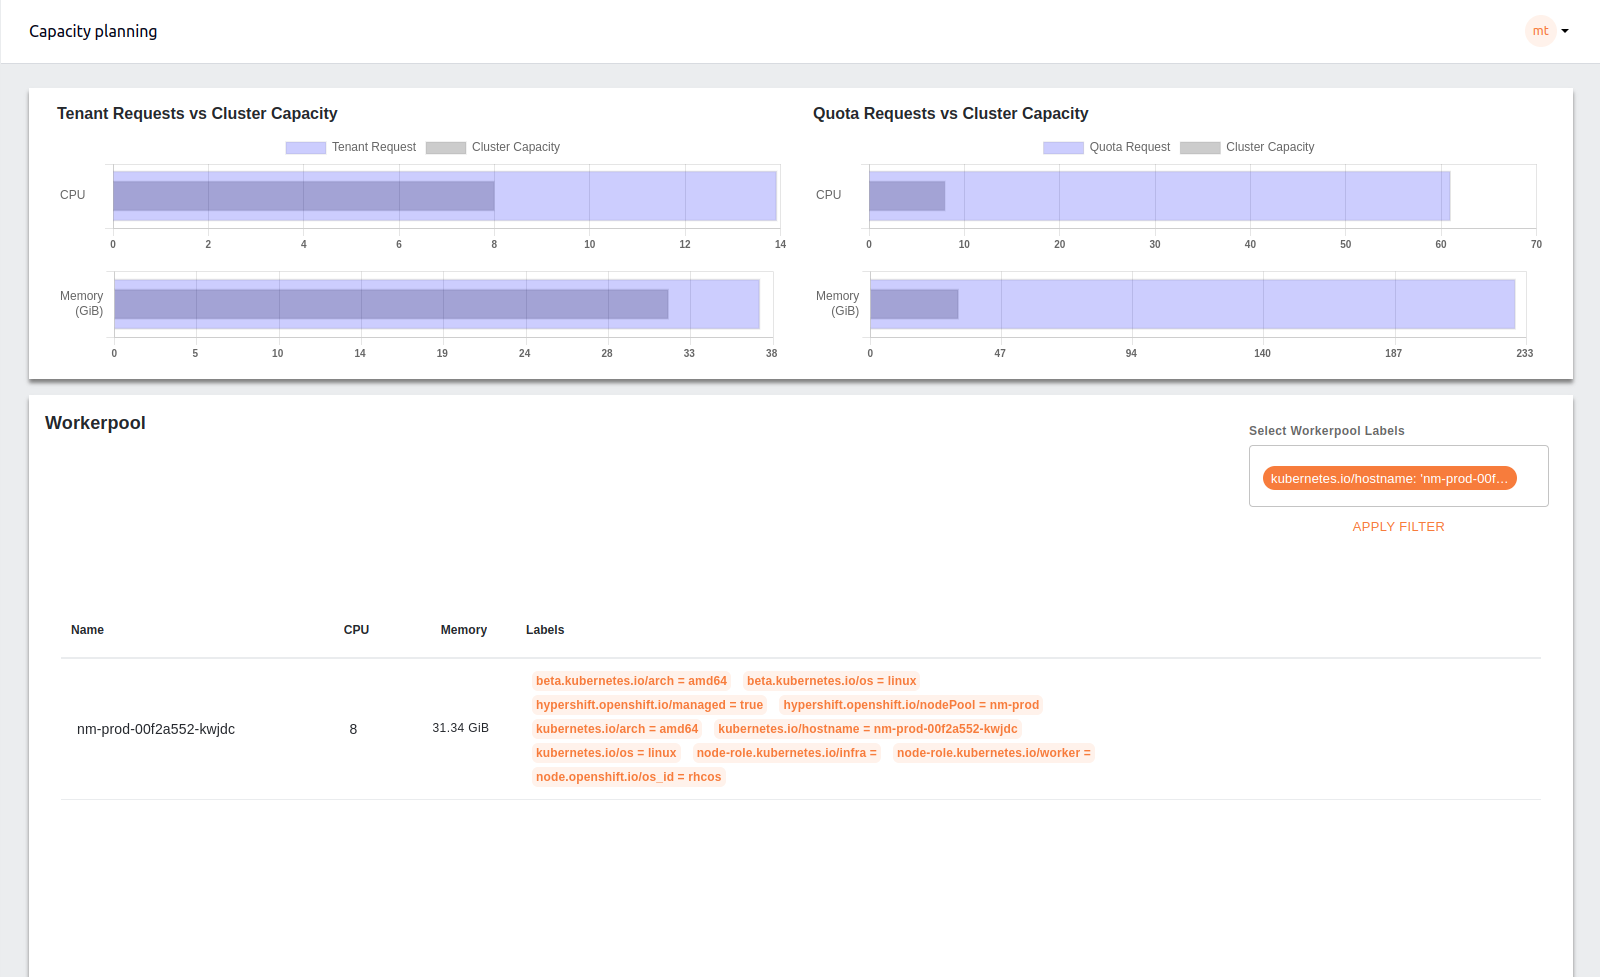 Capacity planning
mt
Tenant Requests vs Cluster Capacity
Tenant Request Cluster Capacity
CPU
0 2 4 6 8 10 12 14
Memory
(GiB)
0 5 10 14 19 24 28 33 38
Quota Requests vs Cluster Capacity
Quota Request Cluster Capacity
CPU
0 10 20 30 40 50 60 70
Memory
(GiB)
0 47 94 140 187 233
Workerpool
Select Workerpool Labels
kubernetes.io/hostname: 'nm-prod-00f...
APPLY FILTER
Name CPU Memory Labels
nm-prod-00f2a552-kwjdc 8 31.34 GiB
beta.kubernetes.io/arch = amd64 beta.kubernetes.io/os = linux
hypershift.openshift.io/managed = true hypershift.openshift.io/nodePool = nm-prod
kubernetes.io/arch = amd64 kubernetes.io/hostname = nm-prod-00f2a552-kwjdc
kubernetes.io/os = linux node-role.kubernetes.io/infra = node-role.kubernetes.io/worker =
node.openshift.io/os_id = rhcos